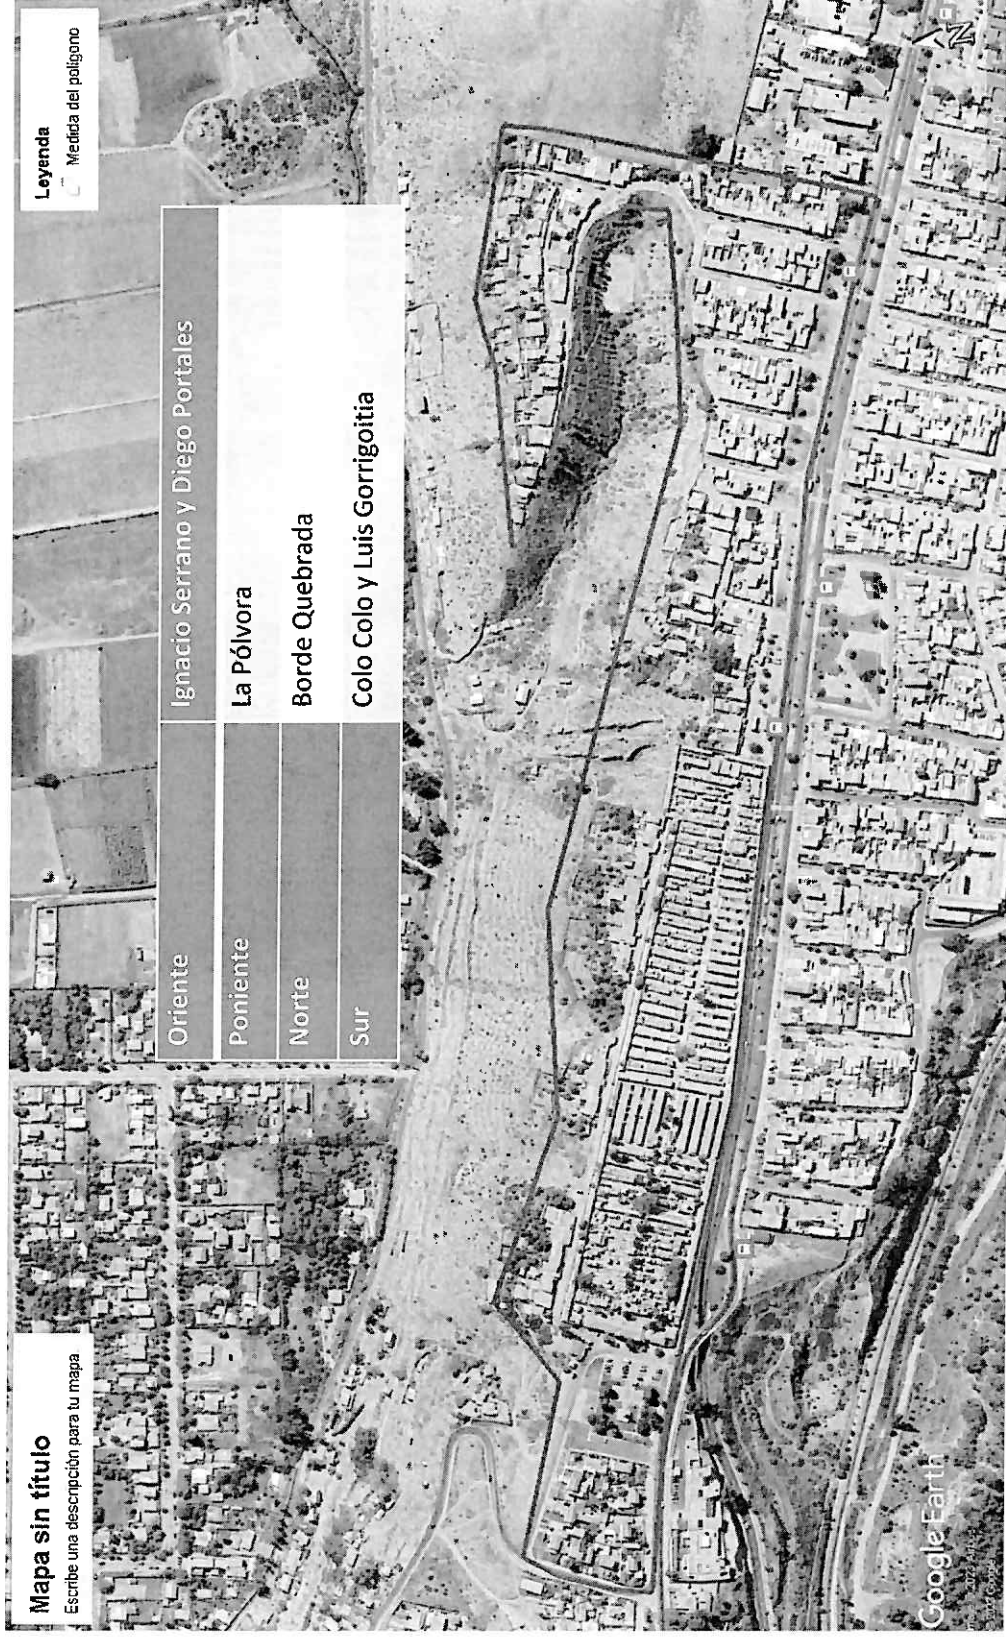 Mapa sin título
Escribe una descripción para tu mapa
Leyenda
Medida del polígono
Oriente Ignacio Serrano y Diego Portales
Poniente La Pólvora
Norte Borde Quebrada
Sur Colo Colo y Luis Gorrigoitia
N
Google Earth